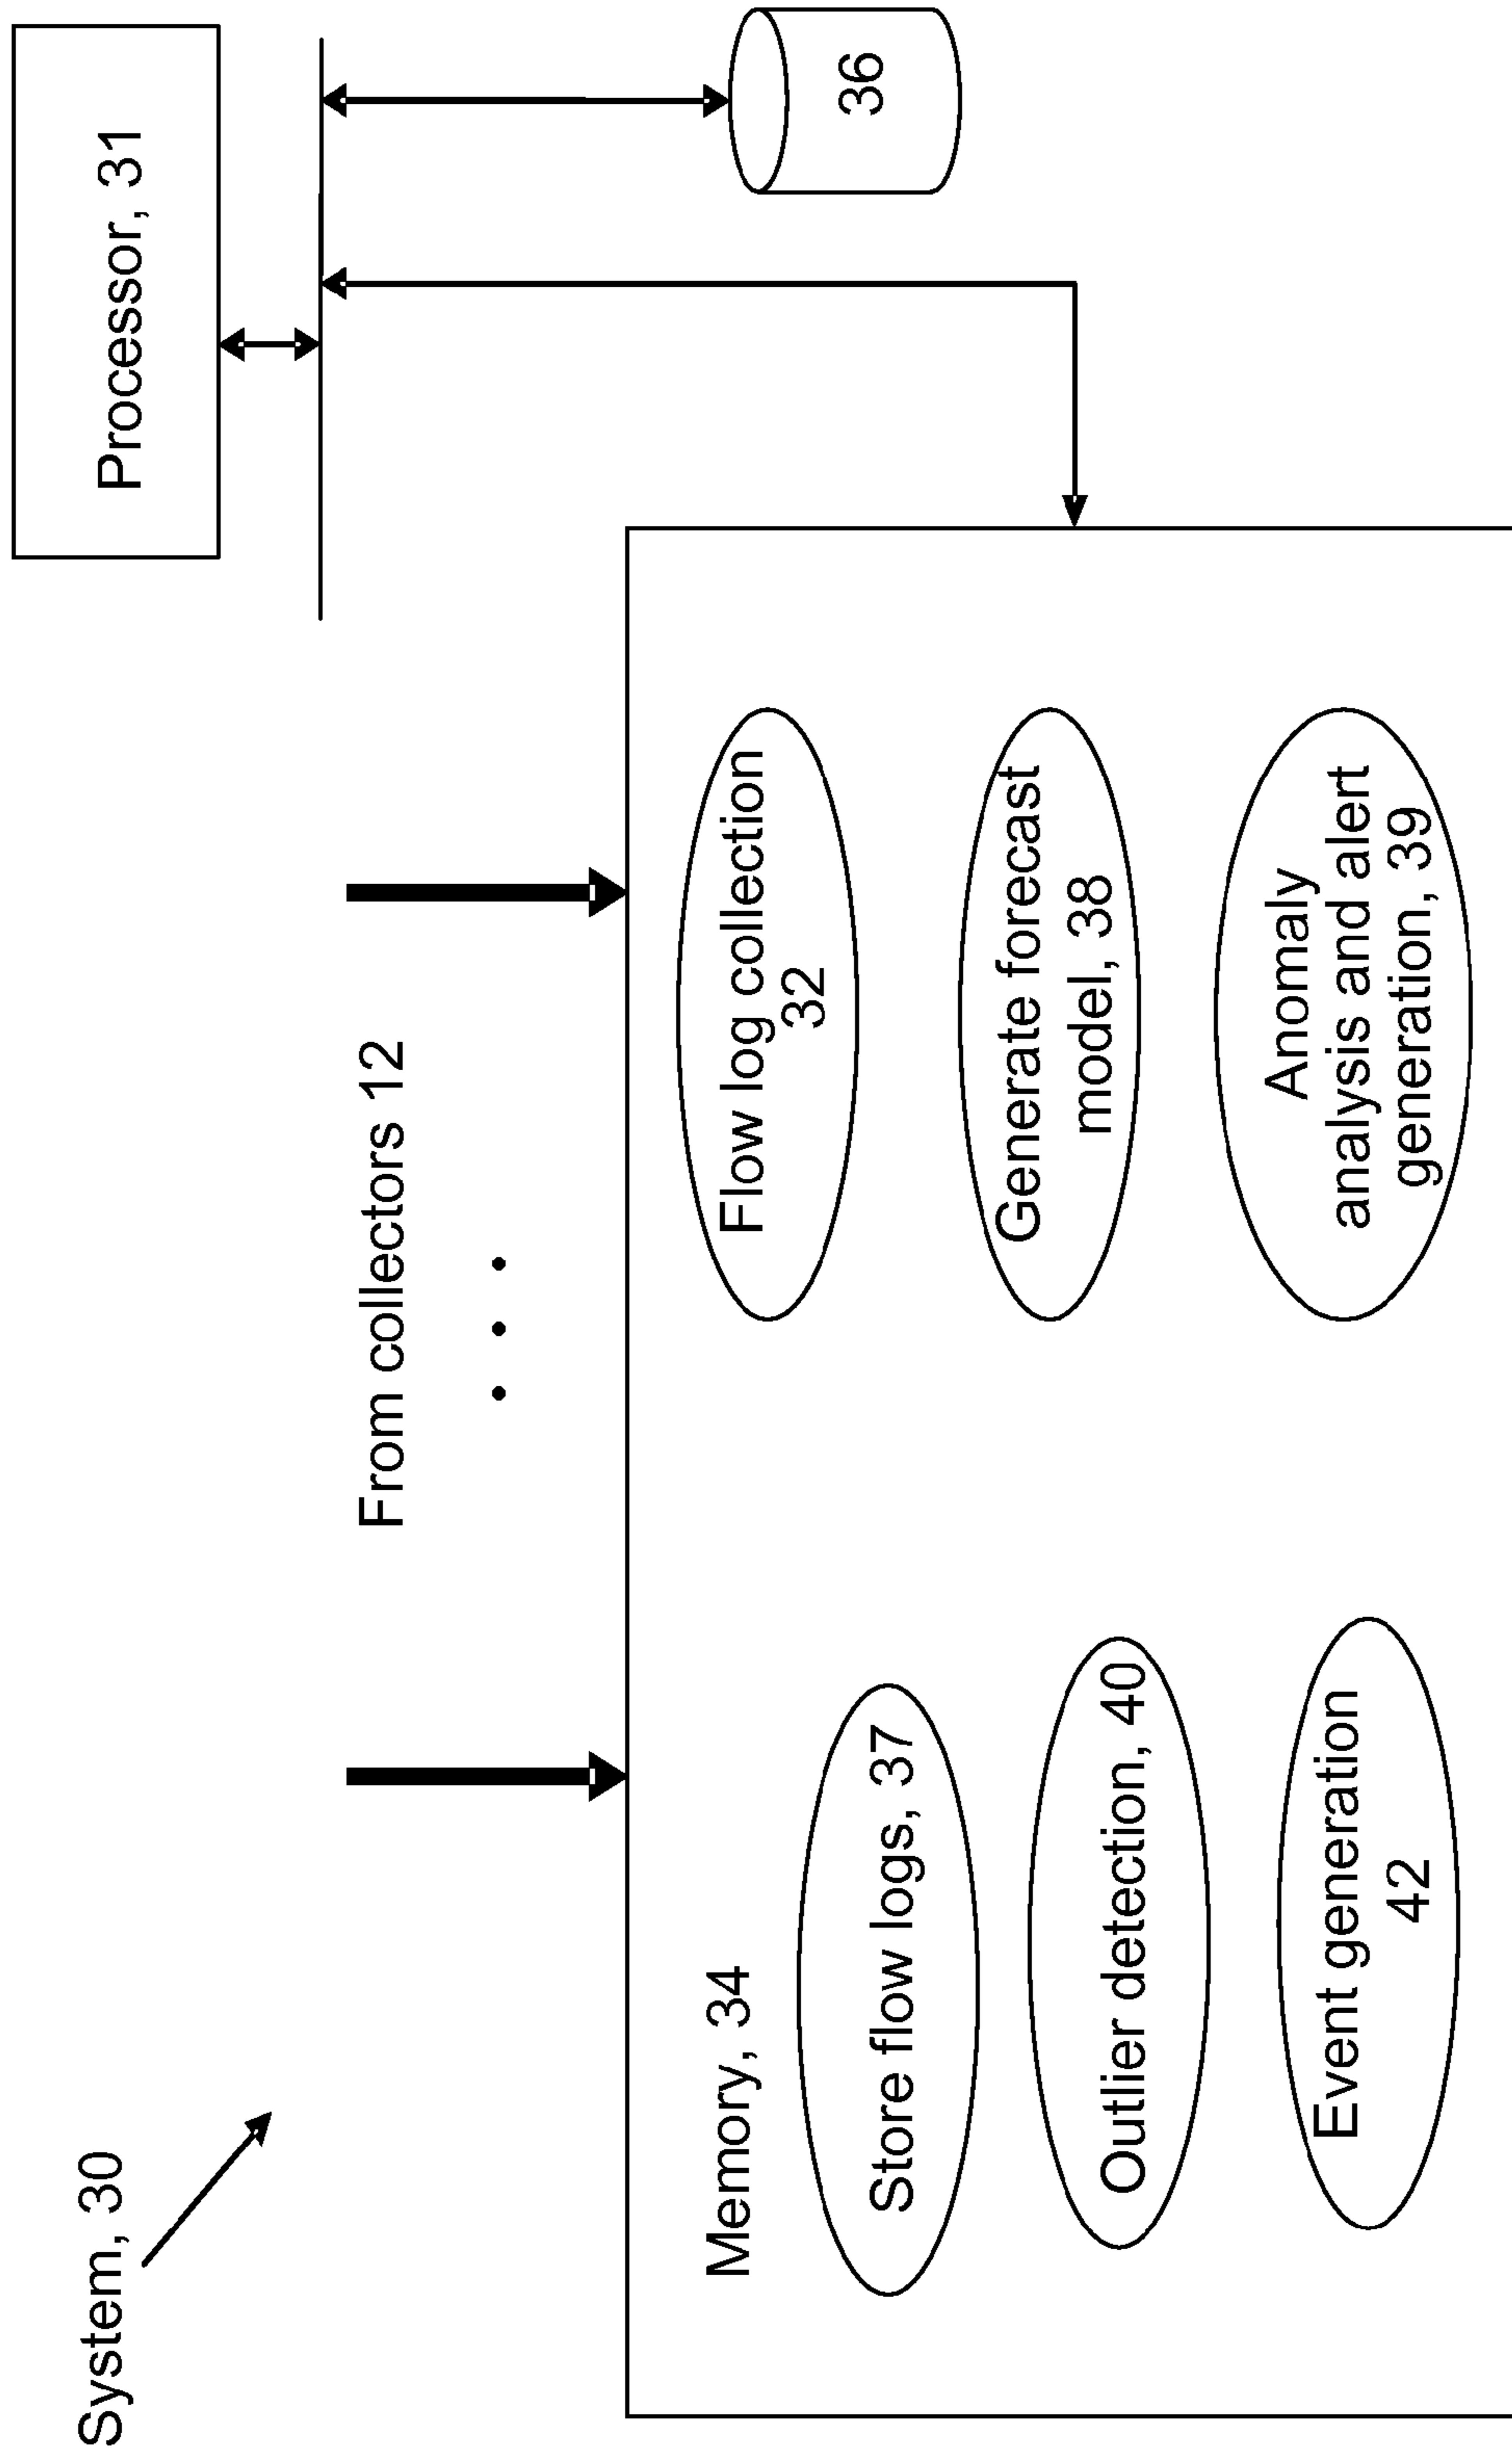 System, 30
From collectors 12
Processor, 31
36
Memory, 34
Store flow logs, 37
Outlier detection, 40
Event generation
42
Flow log collection
32
Generate forecast
model, 38
Anomaly
analysis and alert
generation, 39